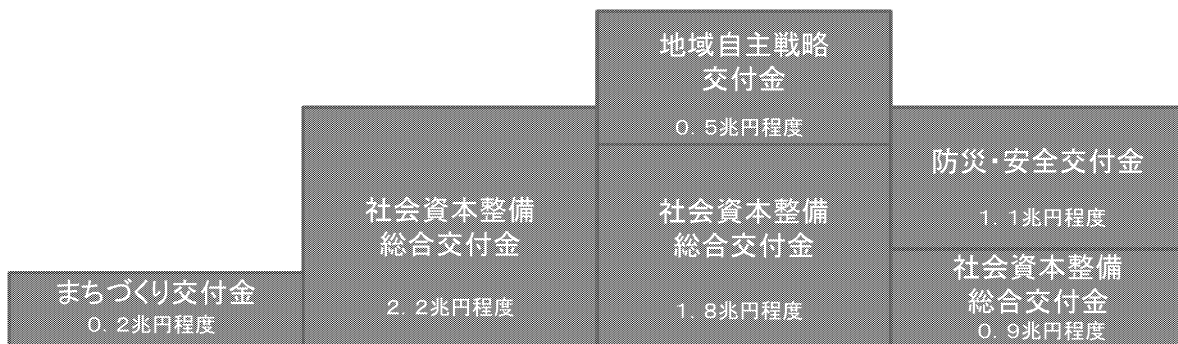 まちづくり交付金
０．２兆円程度
社会資本整備
総合交付金
２．２兆円程度
地域自主戦略
交付金
０．５兆円程度
社会資本整備
総合交付金
１．８兆円程度
防災・安全交付金
１．１兆円程度
社会資本整備
総合交付金
０．９兆円程度